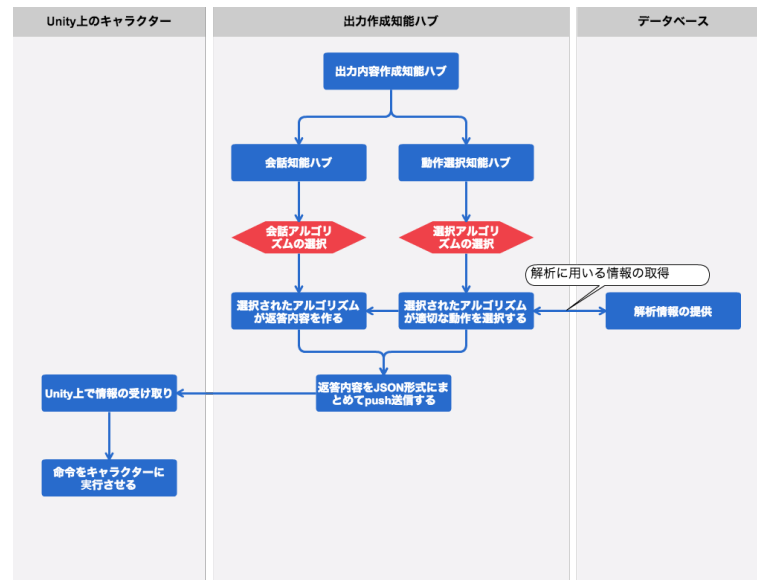 Unity上のキャラクター
出力作成知能ハブ
データベース
出力内容作成知能ハブ
会話知能ハブ
動作選択知能ハブ
会話アルゴリ
ズムの選択
選択アルゴリ
ズムの選択
解析に用いる情報の取得
選択されたアルゴリズム
が返答内容を作る
選択されたアルゴリズム
が適切な動作を選択する
解析情報の提供
Unity上で情報の受け取り
返答内容をJSON形式にま
とめてpush送信する
命令をキャラクターに
実行させる